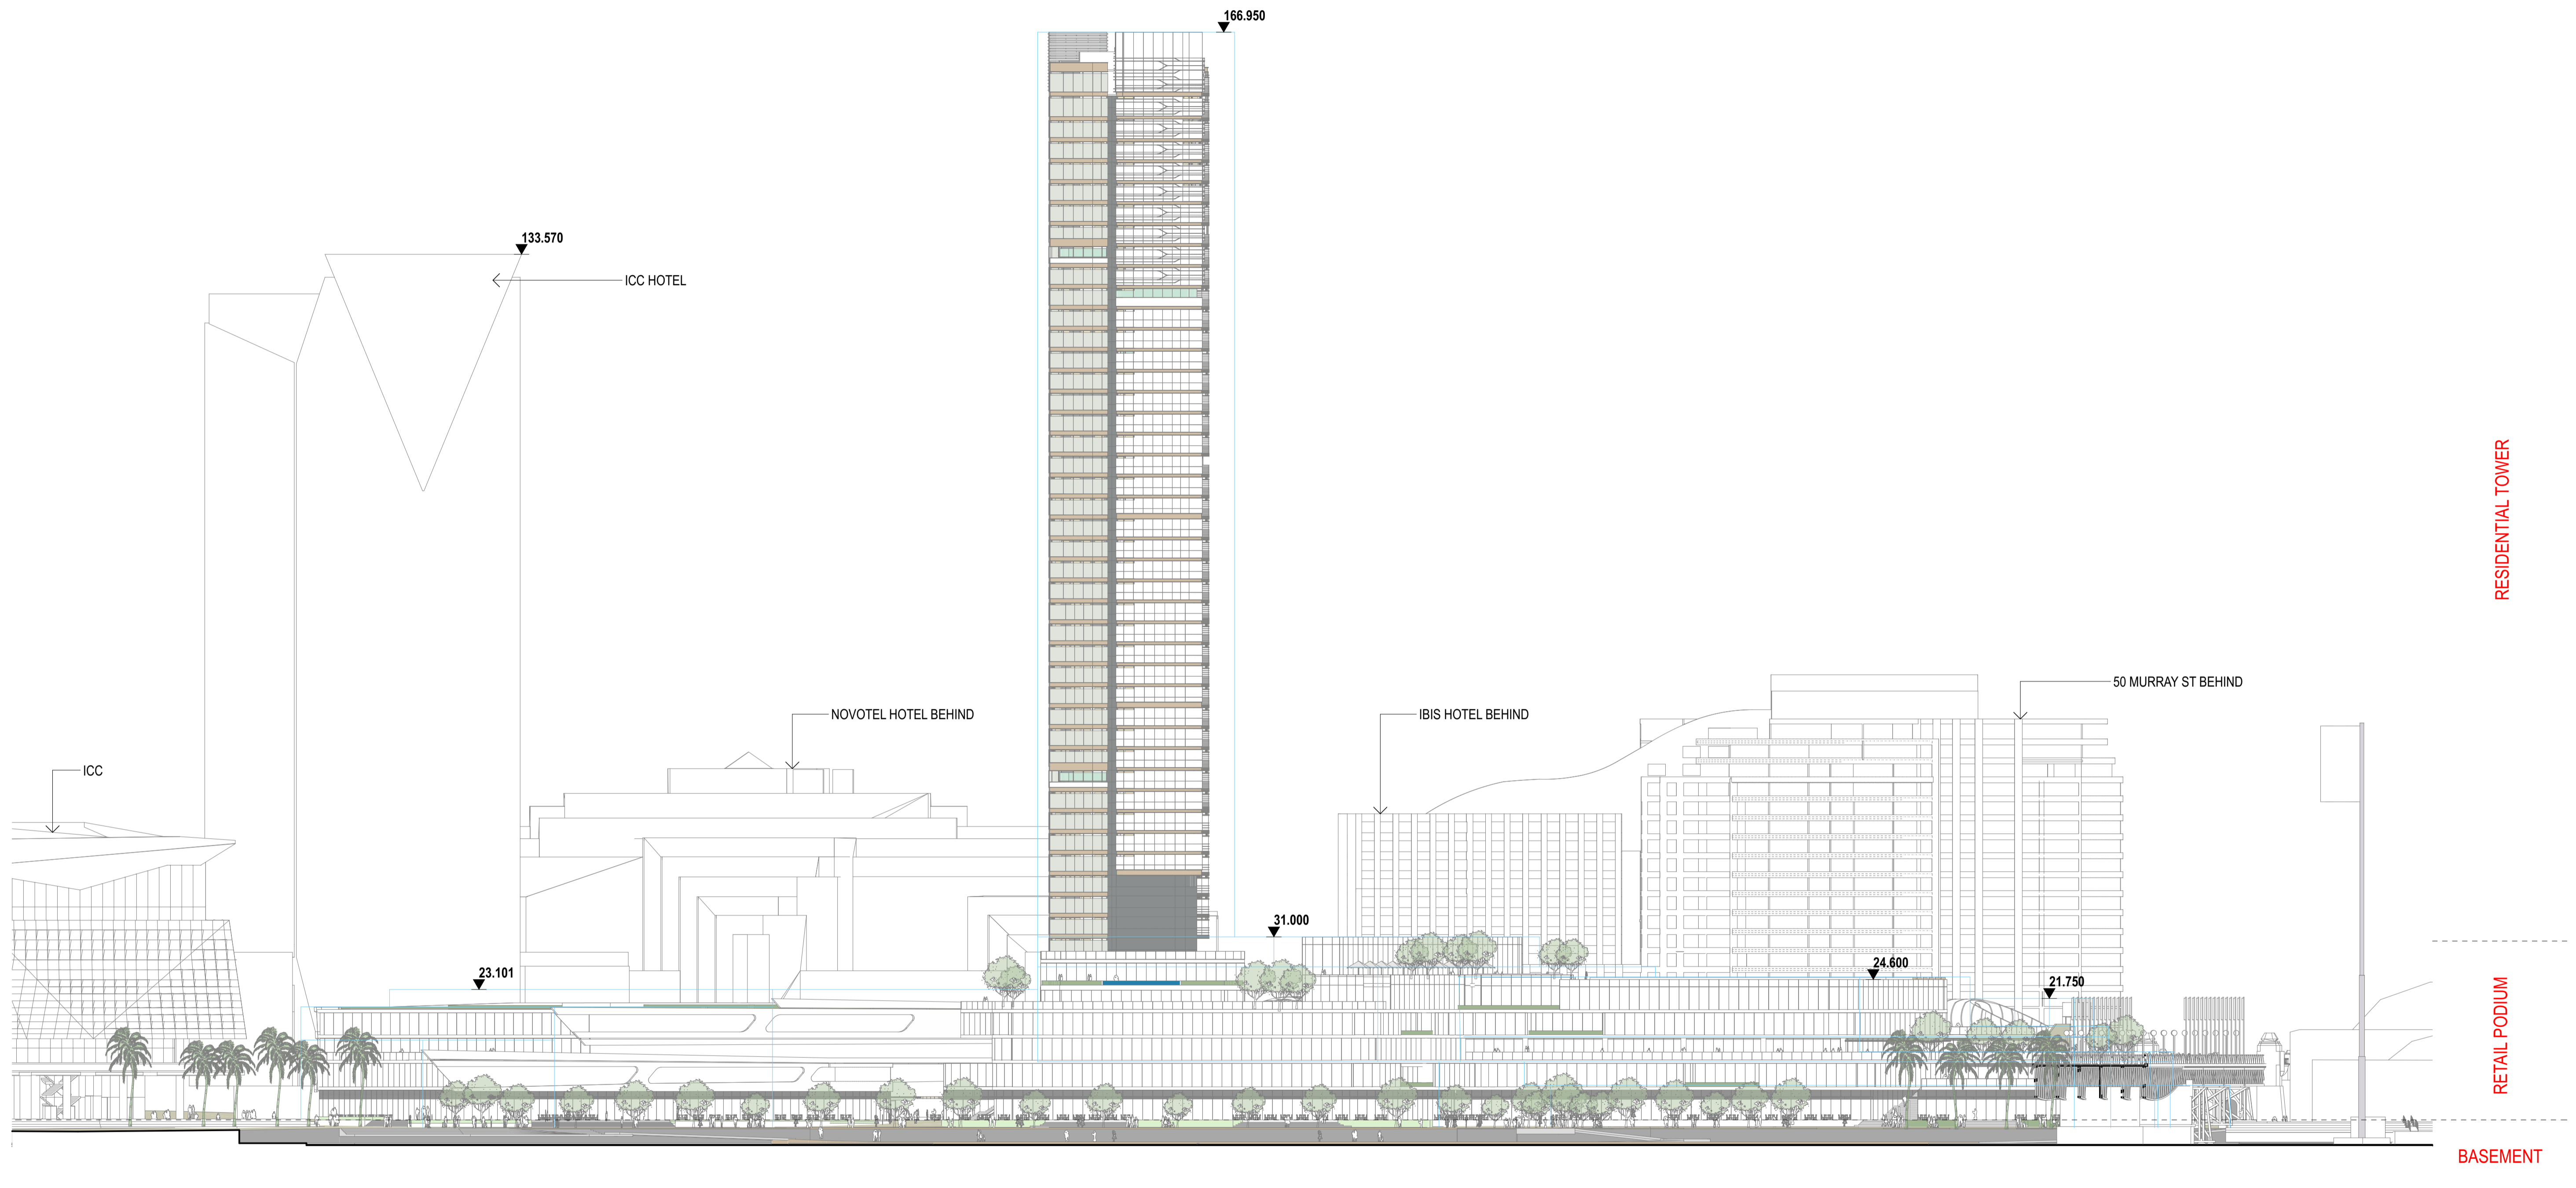 166.950
133.570
ICC HOTEL
RESIDENTIAL TOWER
50 MURRAY ST BEHIND
NOVOTEL HOTEL BEHIND
IBIS HOTEL BEHIND
ICC
31.000
24.600
23.101
21.750
RETAIL PODIUM
BASEMENT